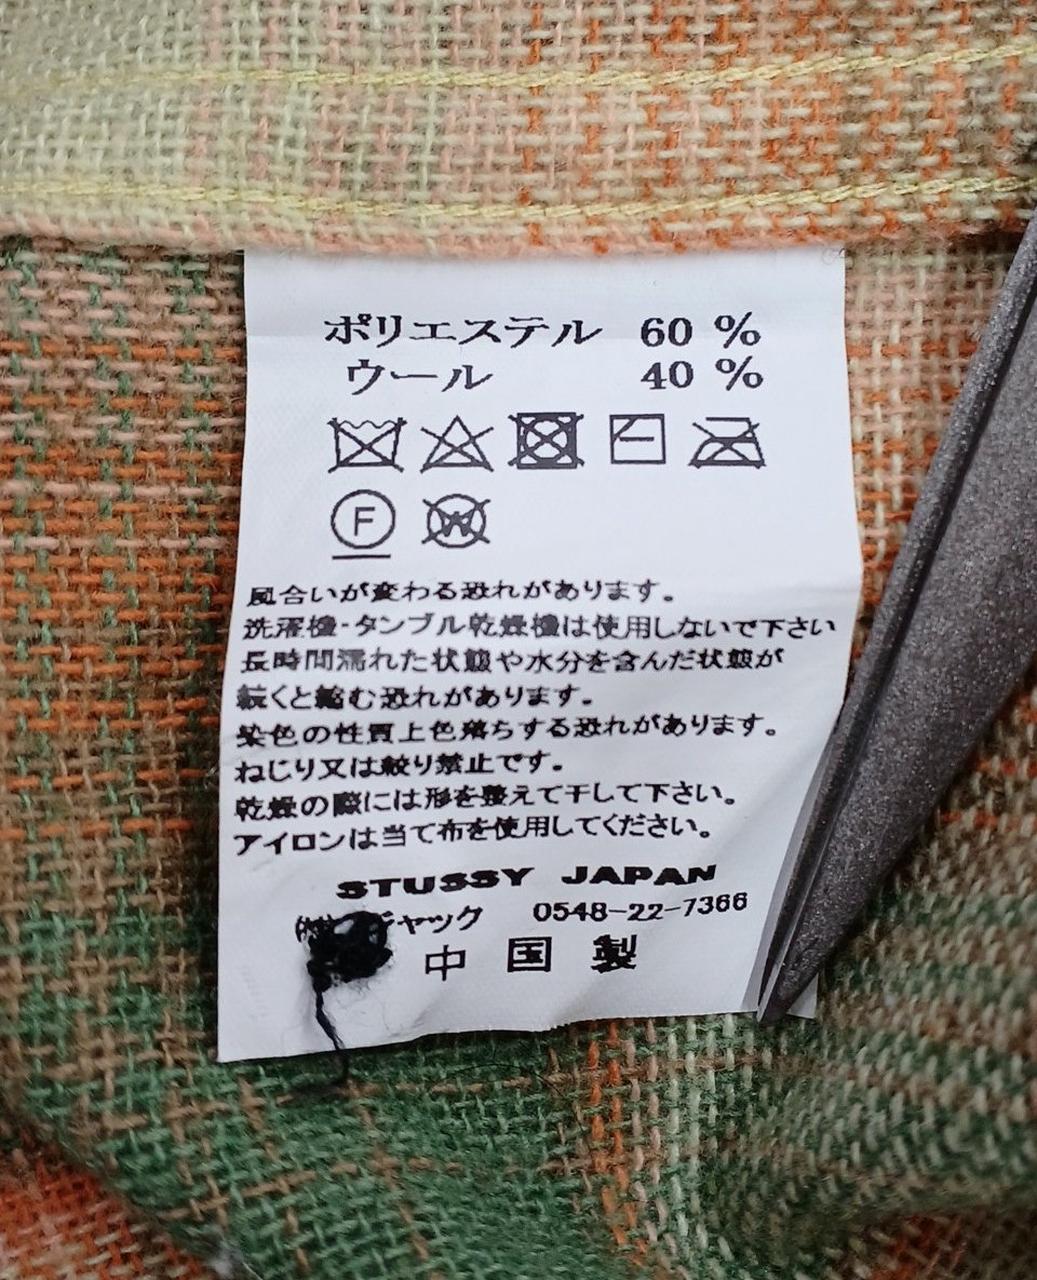 ポリエステル 60 %
ウール 40 %
F
W
風合いが変わる恐れがあります。
洗濯機・タンブル乾燥機は使用しないで下さい
長時間濡れた状態や水分を含んだ状態が
続くと縮む恐れがあります。
染色の性質上色落ちする恐れがあります。
ねじり又は絞り禁止です。
乾燥の際には形を整えて干して下さい。
アイロンは当て布を使用してください。
STUSSY JAPAN
ジャック 0548-22-7366
中国製